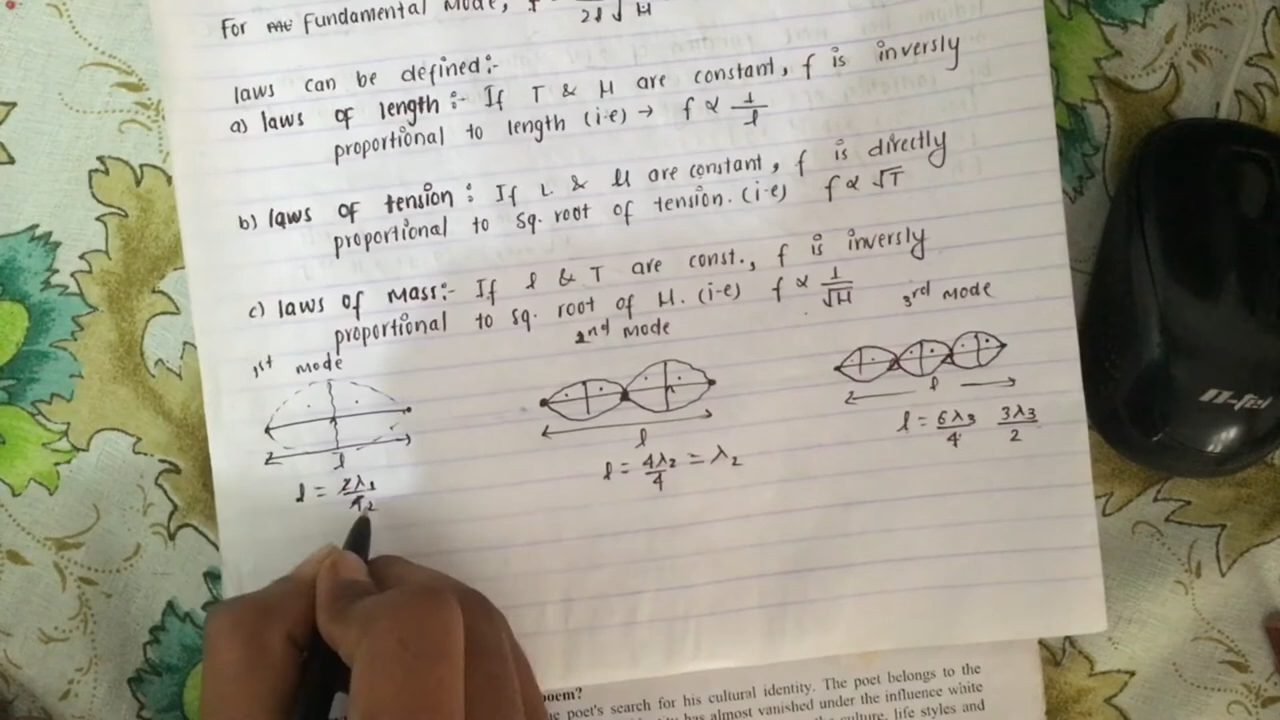 For Fundamental Mode, f
2l√μ
laws can be defined:-
a) laws of length:- If T & μ are constant, f is inversly
proportional to length (i.e) → f ∝ 1/l
b) laws of tension: If L & μ are constant, f is directly
proportional to sq. root of tension. (i.e) f ∝ √T
c) laws of Mass:- If l & T are const., f is inversly
proportional to sq. root of μ. (i.e) f ∝ 1/√μ
1st mode
2nd mode
3rd mode
l
l
l
l = 2λ1/4 2
l = 4λ2/4 = λ2
l = 6λ3/4 3λ3/2
poem?
poet's search for his cultural identity. The poet belongs to the
has almost vanished under the influence white
culture, life styles and